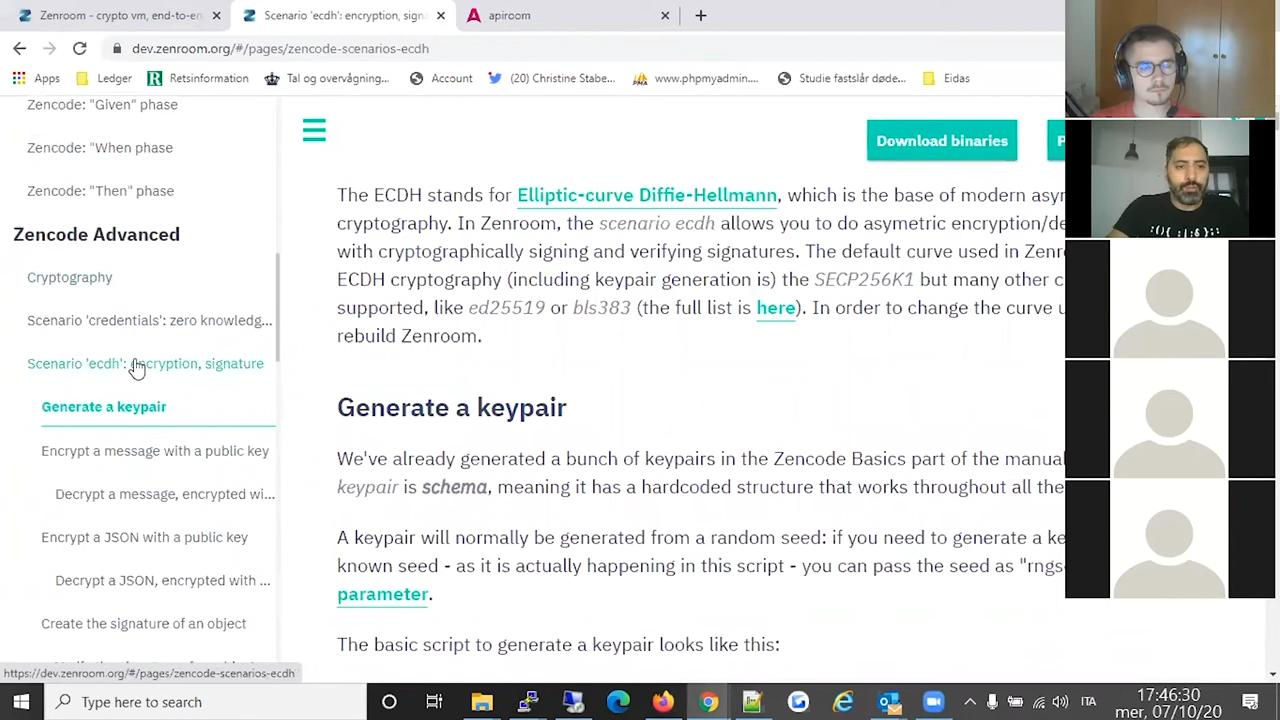 Zenroom - crypto vm, end-to-en
Scenario 'ecdh': encryption, sign
apiroom
dev.zenroom.org/#/pages/zencode-scenarios-ecdh
Apps
Ledger
Retsinformation
Tal og overvågning...
Account
(20) Christine Stabe...
www.phpmyadmin....
Studie fastslår døde...
Eidas
Zencode: "Given" phase
Zencode: "When phase
Zencode: "Then" phase
Zencode Advanced
Cryptography
Scenario 'credentials': zero knowledg...
Scenario 'ecdh': encryption, signature
Generate a keypair
Encrypt a message with a public key
Decrypt a message, encrypted wi...
Encrypt a JSON with a public key
Decrypt a JSON, encrypted with ...
Create the signature of an object
https://dev.zenroom.org/#/pages/zencode-scenarios-ecdh
Download binaries
P
The ECDH stands for Elliptic-curve Diffie-Hellmann, which is the base of modern asy
cryptography. In Zenroom, the scenario ecdh allows you to do asymetric encryption/de
with cryptographically signing and verifying signatures. The default curve used in Zenr
ECDH cryptography (including keypair generation is) the SECP256K1 but many other c
supported, like ed25519 or bls383 (the full list is here). In order to change the curve u
rebuild Zenroom.
Generate a keypair
We've already generated a bunch of keypairs in the Zencode Basics part of the manua
keypair is schema, meaning it has a hardcoded structure that works throughout all the
A keypair will normally be generated from a random seed: if you need to generate a ke
known seed - as it is actually happening in this script - you can pass the seed as "rngs
parameter.
The basic script to generate a keypair looks like this:
Type here to search
ITA
17:46:30
mer, 07/10/20